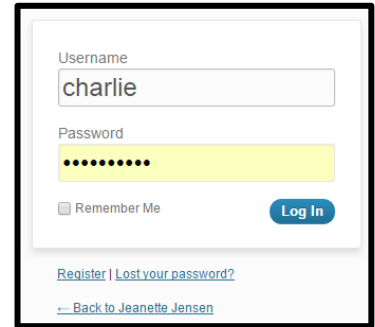 Username
charlie
Password
••••••••••
Remember Me Log In
Register | Lost your password?
← Back to Jeanette Jensen